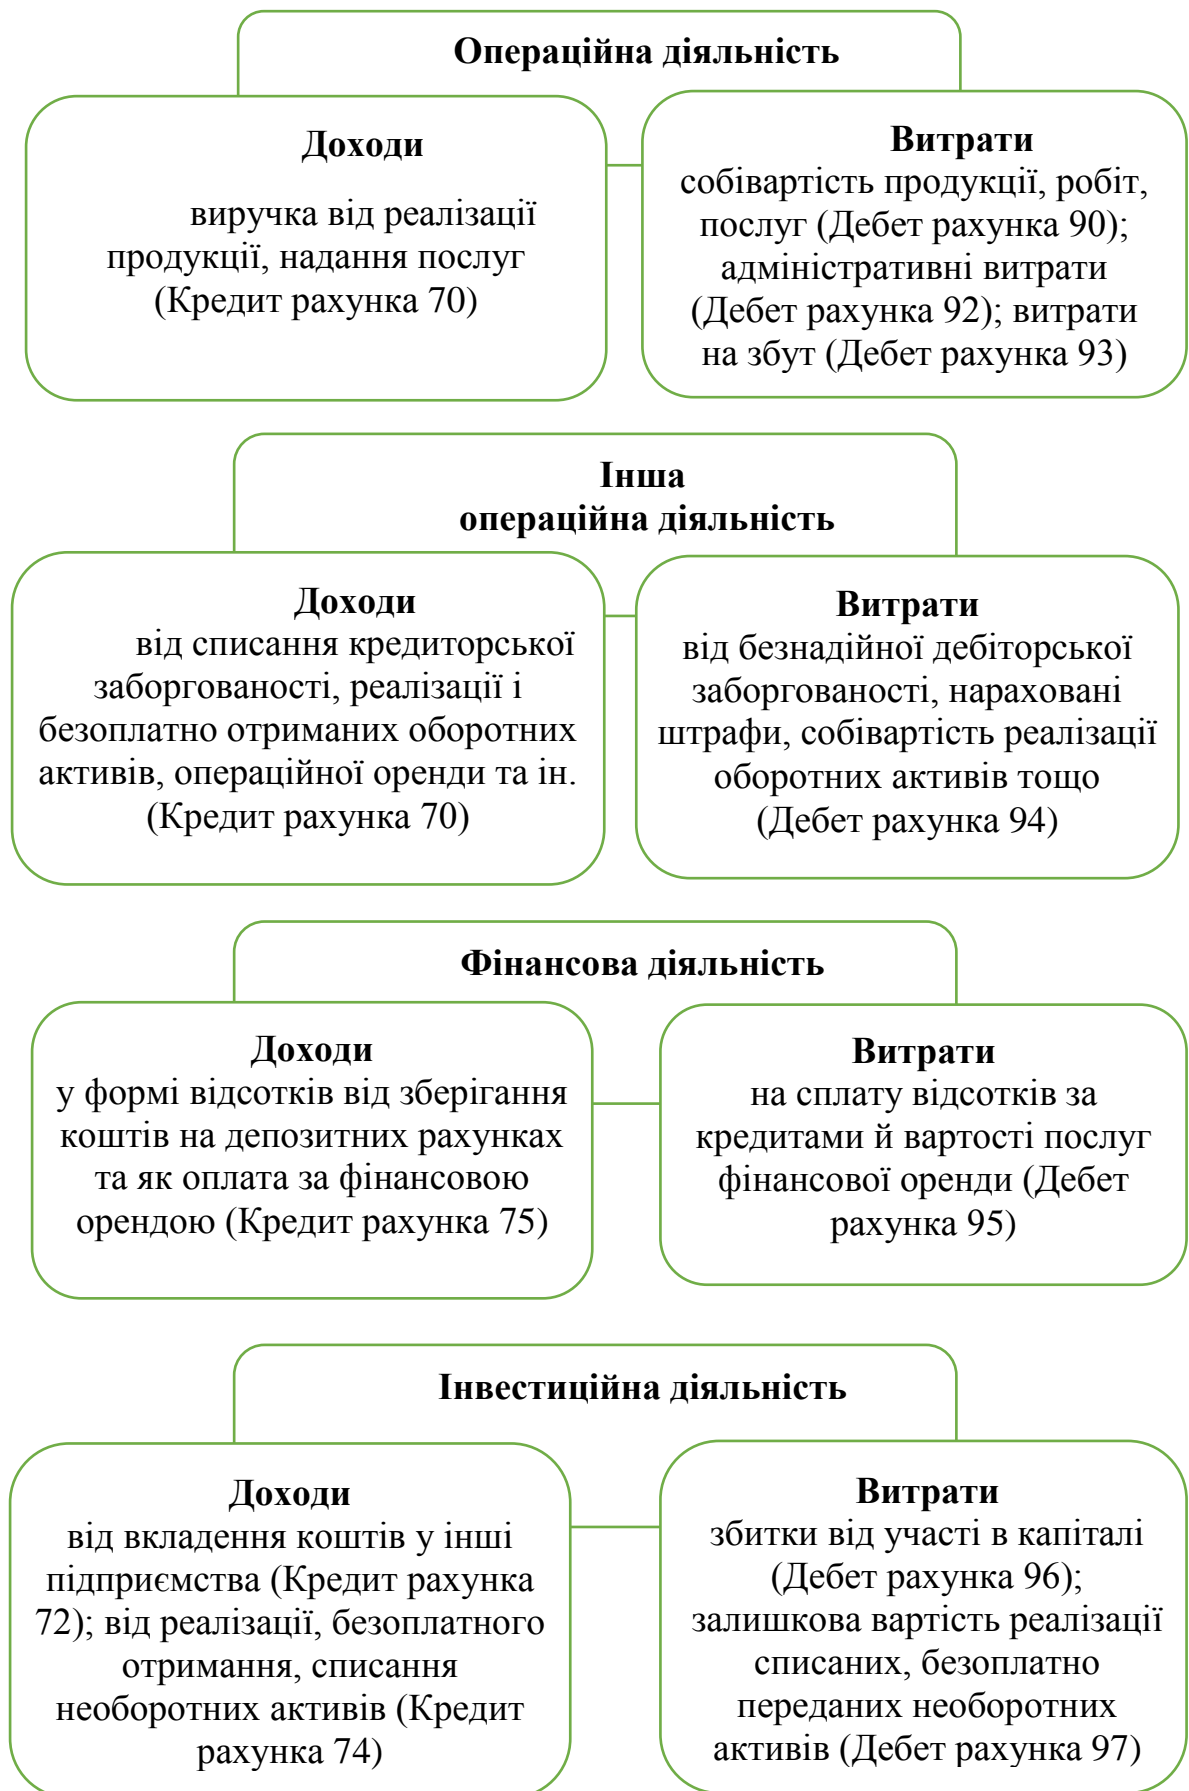 Операційна діяльність
Доходи
виручка від реалізації
продукції, надання послуг
(Кредит рахунка 70)
Витрати
собівартість продукції, робіт,
послуг (Дебет рахунка 90);
адміністративні витрати
(Дебет рахунка 92); витрати
на збут (Дебет рахунка 93)
Інша
операційна діяльність
Доходи
від списання кредиторської
заборгованості, реалізації і
безоплатно отриманих оборотних
активів, операційної оренди та ін.
(Кредит рахунка 70)
Витрати
від безнадійної дебіторської
заборгованості, нараховані
штрафи, собівартість реалізації
оборотних активів тощо
(Дебет рахунка 94)
Фінансова діяльність
Доходи
у формі відсотків від зберігання
коштів на депозитних рахунках
та як оплата за фінансовою
орендою (Кредит рахунка 75)
Витрати
на сплату відсотків за
кредитами й вартості послуг
фінансової оренди (Дебет
рахунка 95)
Інвестиційна діяльність
Доходи
від вкладення коштів у інші
підприємства (Кредит рахунка
72); від реалізації, безоплатного
отримання, списання
необоротних активів (Кредит
рахунка 74)
Витрати
збитки від участі в капіталі
(Дебет рахунка 96);
залишкова вартість реалізації
списаних, безоплатно
переданих необоротних
активів (Дебет рахунка 97)